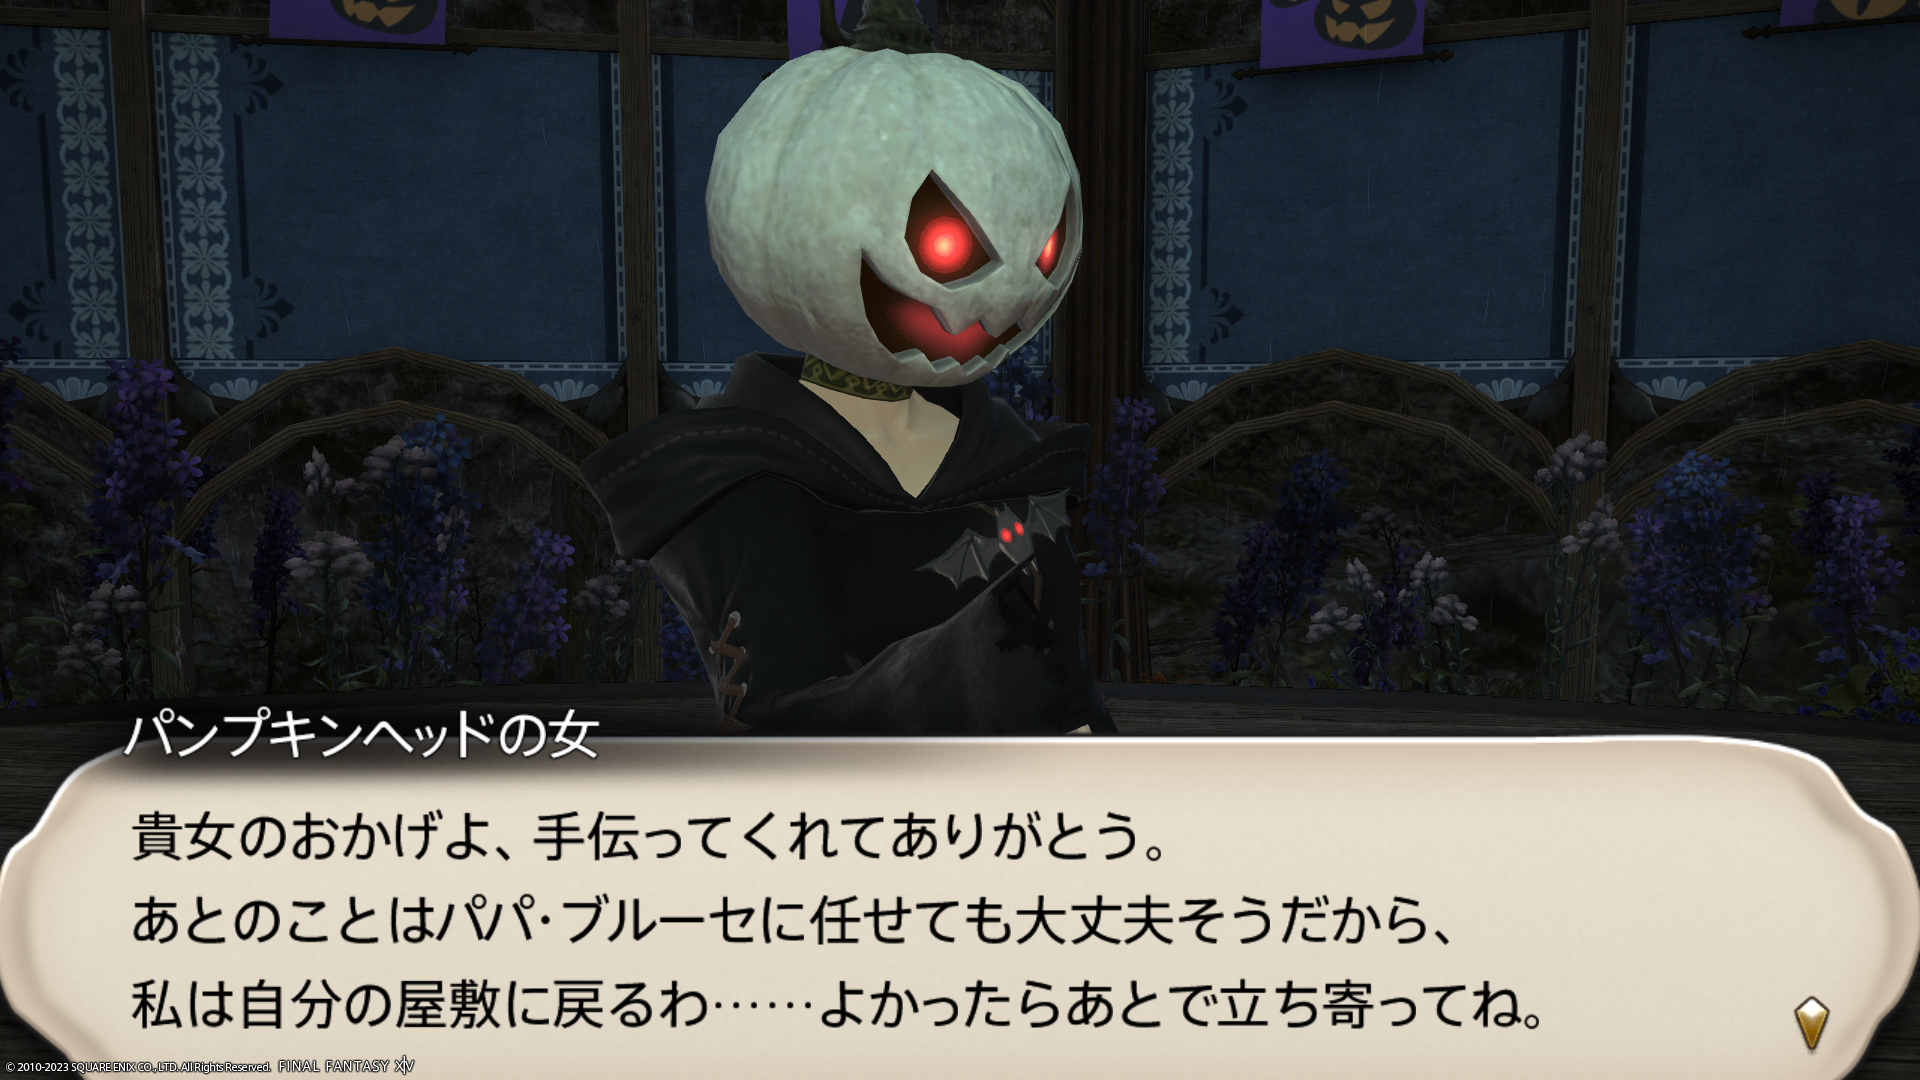 パンプキンヘッドの女
貴女のおかげよ、手伝ってくれてありがとう。
あとのことはパパ・ブルーセに任せても大丈夫そうだから、
私は自分の屋敷に戻るわ……よかったらあとで立ち寄ってね。
© 2010-2023 SQUARE ENIX CO., LTD. All Rights Reserved. FINAL FANTASY XIV